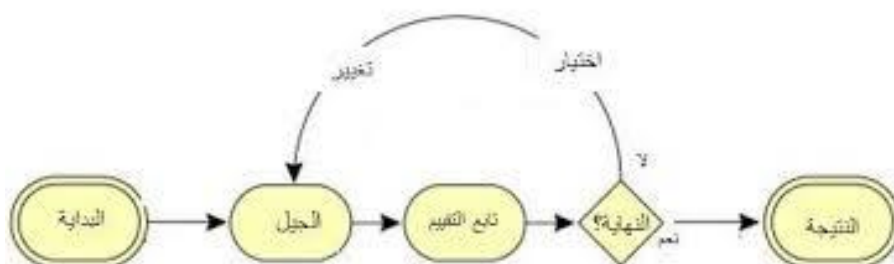 اختيار
تغيير
لا
البداية
الجيل
تابع التقييم
النهاية؟
نعم
النتيجة